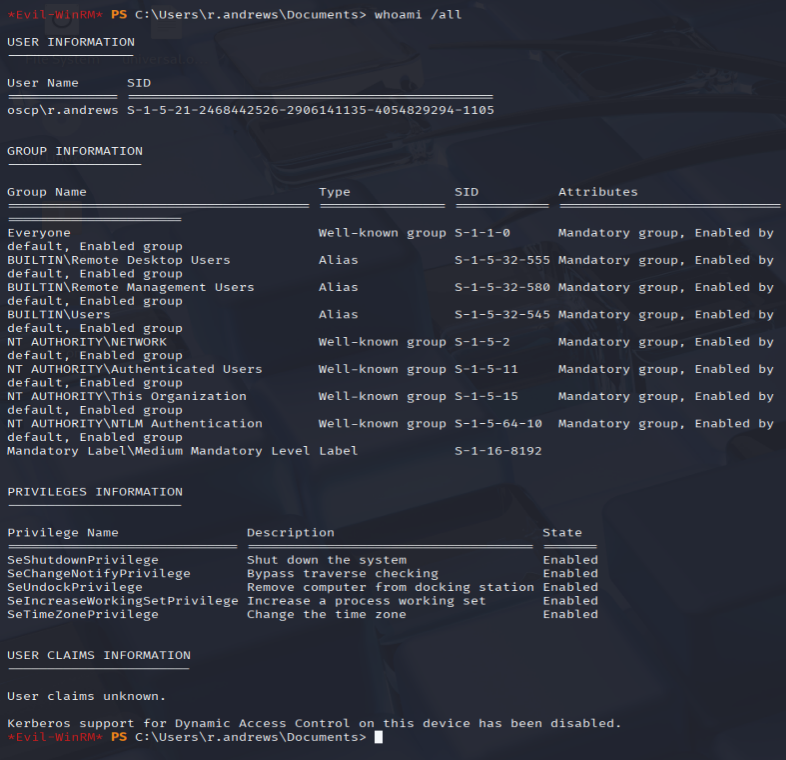 *Evil-WinRM* PS C:\Users\r.andrews\Documents> whoami /all
USER INFORMATION
User Name SID
oscp\r.andrews S-1-5-21-2468442526-2906141135-4054829294-1105
GROUP INFORMATION
Group Name Type SID Attributes
Everyone Well-known group S-1-1-0 Mandatory group, Enabled by
default, Enabled group
BUILTIN\Remote Desktop Users Alias S-1-5-32-555 Mandatory group, Enabled by
default, Enabled group
BUILTIN\Remote Management Users Alias S-1-5-32-580 Mandatory group, Enabled by
default, Enabled group
BUILTIN\Users Alias S-1-5-32-545 Mandatory group, Enabled by
default, Enabled group
NT AUTHORITY\NETWORK Well-known group S-1-5-2 Mandatory group, Enabled by
default, Enabled group
NT AUTHORITY\Authenticated Users Well-known group S-1-5-11 Mandatory group, Enabled by
default, Enabled group
NT AUTHORITY\This Organization Well-known group S-1-5-15 Mandatory group, Enabled by
default, Enabled group
NT AUTHORITY\NTLM Authentication Well-known group S-1-5-64-10 Mandatory group, Enabled by
default, Enabled group
Mandatory Label\Medium Mandatory Level Label S-1-16-8192
PRIVILEGES INFORMATION
Privilege Name Description State
SeShutdownPrivilege Shut down the system Enabled
SeChangeNotifyPrivilege Bypass traverse checking Enabled
SeUndockPrivilege Remove computer from docking station Enabled
SeIncreaseWorkingSetPrivilege Increase a process working set Enabled
SeTimeZonePrivilege Change the time zone Enabled
USER CLAIMS INFORMATION
User claims unknown.
Kerberos support for Dynamic Access Control on this device has been disabled.
*Evil-WinRM* PS C:\Users\r.andrews\Documents>